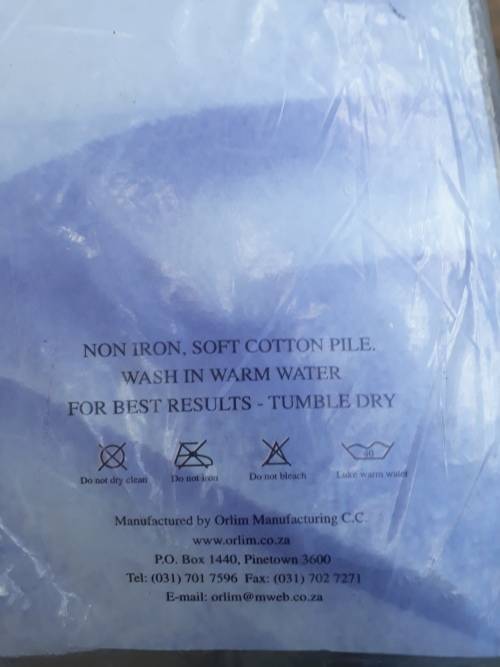 NON IRON, SOFT COTTON PILE.
WASH IN WARM WATER
FOR BEST RESULTS - TUMBLE DRY
40
Do not dry clean Do not iron Do not bleach Luke warm water
Manufactured by Orlim Manufacturing C.C.
www.orlim.co.za
P.O. Box 1440, Pinetown 3600
Tel: (031) 701 7596 Fax: (031) 702 7271
E-mail: orlim@mweb.co.za